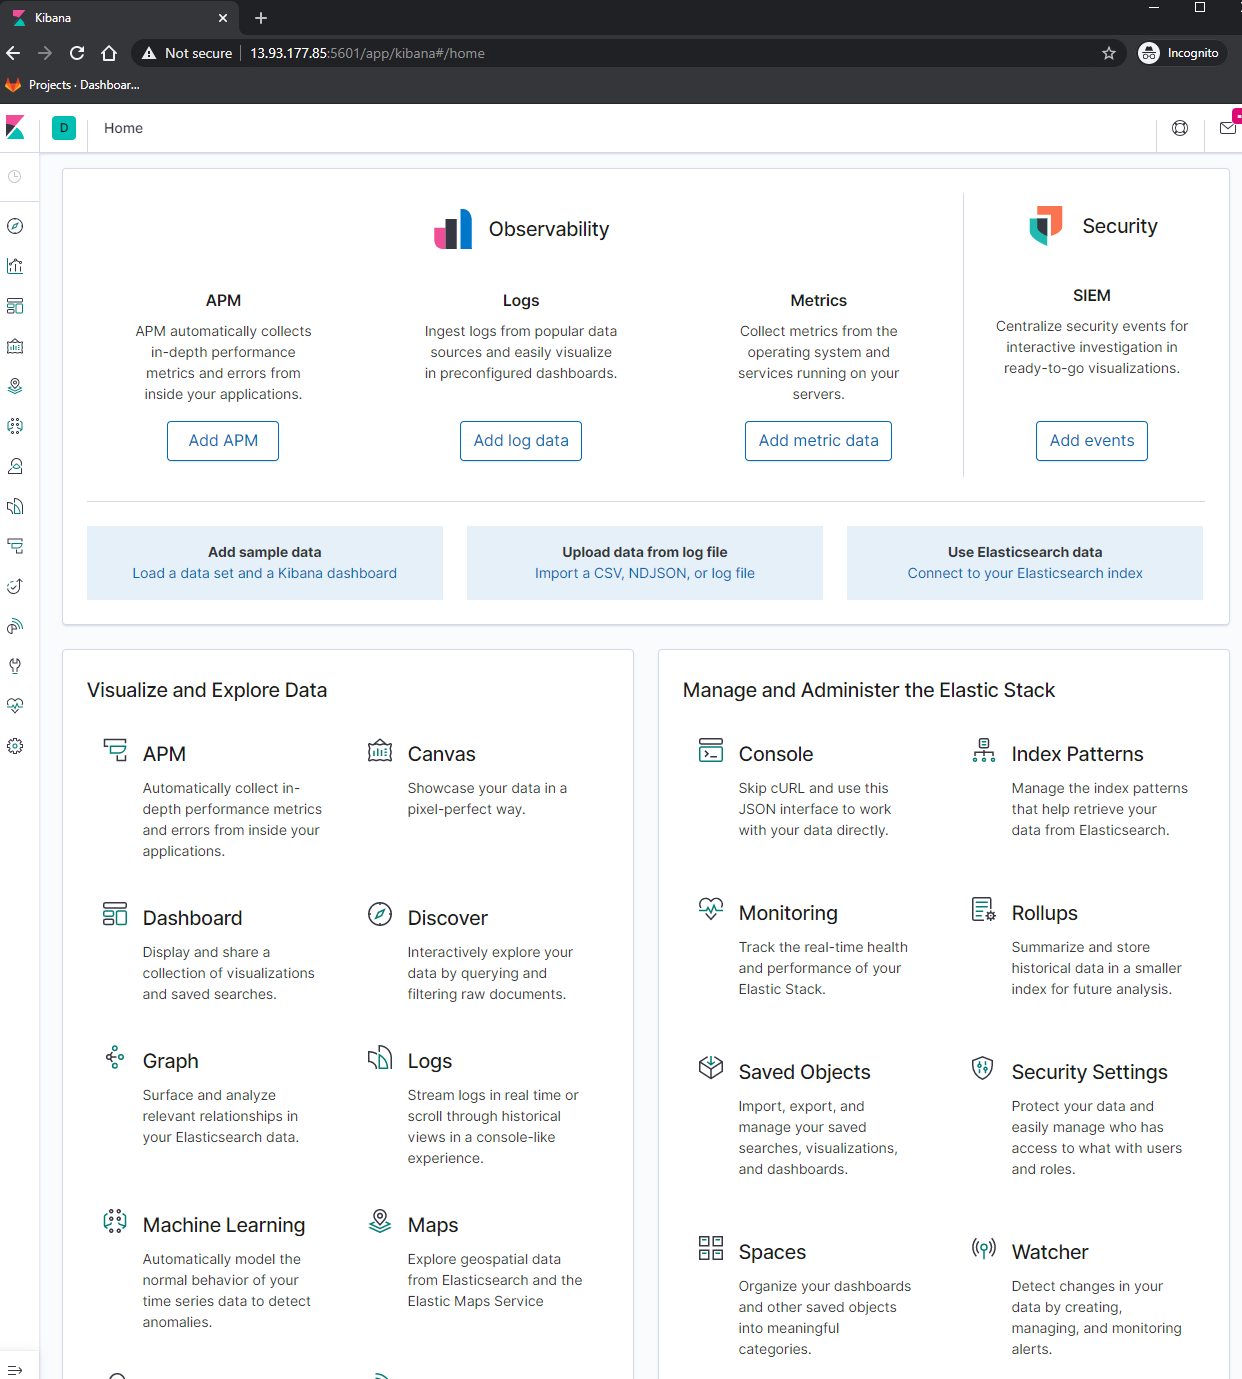 Kibana
Not secure
13.93.177.85:5601/app/kibana#/home
Incognito
Projects · Dashboar...
D
Home
Observability
Security
APM
APM automatically collects
in-depth performance
metrics and errors from
inside your applications.
Add APM
Logs
Ingest logs from popular data
sources and easily visualize
in preconfigured dashboards.
Add log data
Metrics
Collect metrics from the
operating system and
services running on your
servers.
Add metric data
SIEM
Centralize security events for
interactive investigation in
ready-to-go visualizations.
Add events
Add sample data
Load a data set and a Kibana dashboard
Upload data from log file
Import a CSV, NDJSON, or log file
Use Elasticsearch data
Connect to your Elasticsearch index
Visualize and Explore Data
APM
Automatically collect in-
depth performance metrics
and errors from inside your
applications.
Canvas
Showcase your data in a
pixel-perfect way.
Dashboard
Display and share a
collection of visualizations
and saved searches.
Discover
Interactively explore your
data by querying and
filtering raw documents.
Graph
Surface and analyze
relevant relationships in
your Elasticsearch data.
Logs
Stream logs in real time or
scroll through historical
views in a console-like
experience.
Machine Learning
Automatically model the
normal behavior of your
time series data to detect
anomalies.
Maps
Explore geospatial data
from Elasticsearch and the
Elastic Maps Service
Manage and Administer the Elastic Stack
Console
Skip cURL and use this
JSON interface to work
with your data directly.
Index Patterns
Manage the index patterns
that help retrieve your
data from Elasticsearch.
Monitoring
Track the real-time health
and performance of your
Elastic Stack.
Rollups
Summarize and store
historical data in a smaller
index for future analysis.
Saved Objects
Import, export, and
manage your saved
searches, visualizations,
and dashboards.
Security Settings
Protect your data and
easily manage who has
access to what with users
and roles.
Spaces
Organize your dashboards
and other saved objects
into meaningful
categories.
Watcher
Detect changes in your
data by creating,
managing, and monitoring
alerts.